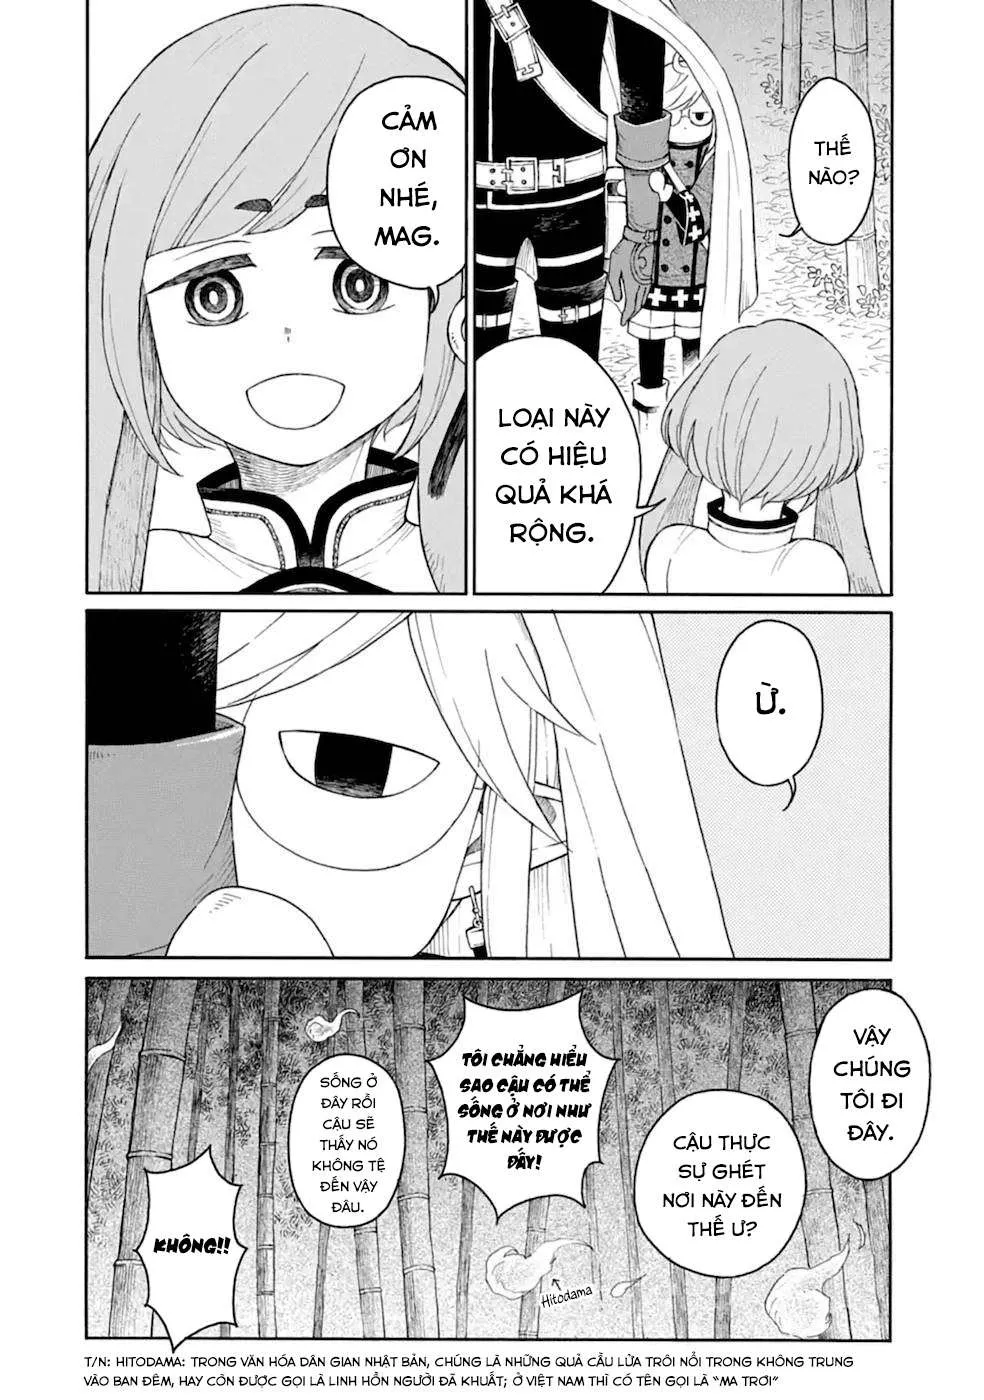 THẾ
NÀO?
LOẠI NÀY
CÓ HIỆU
QUẢ KHÁ
RỘNG.
CẢM
ƠN
NHÉ,
MAG.
Ừ.
VẬY
CHÚNG
TÔI ĐI
ĐÂY.
CẬU THỰC
SỰ GHÉT
NƠI NÀY ĐẾN
THẾ Ư?
TÔI CHẲNG HIỂU
SAO CẬU CÓ THỂ
SỐNG Ở NƠI NHƯ
THẾ NÀY ĐƯỢC
ĐẤY!
SỐNG Ở
ĐÂY RỒI
CẬU SẼ
THẤY NÓ
KHÔNG TỆ
ĐẾN VẬY
ĐÂU.
KHÔNG!!
Hitodama
T/N: HITODAMA: TRONG VĂN HÓA DÂN GIAN NHẬT BẢN, CHÚNG LÀ NHỮNG QUẢ CẦU LỬA TRÔI NỔI TRONG KHÔNG TRUNG
VÀO BAN ĐÊM, HAY CÒN ĐƯỢC GỌI LÀ LINH HỒN NGƯỜI ĐÃ KHUẤT; Ở VIỆT NAM THÌ CÓ TÊN GỌI LÀ “MA TRƠI”